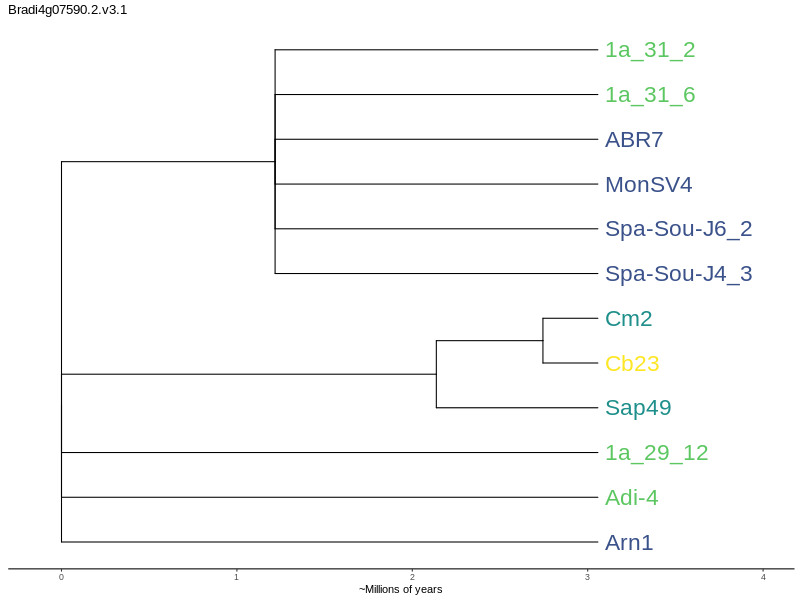 Bradi4g07590.2.v3.1
1a_31_2
1a_31_6
ABR7
MonSV4
Spa-Sou-J6_2
Spa-Sou-J4_3
Cm2
Cb23
Sap49
1a_29_12
Adi-4
Arn1
0 1 2 3 4
~Millions of years